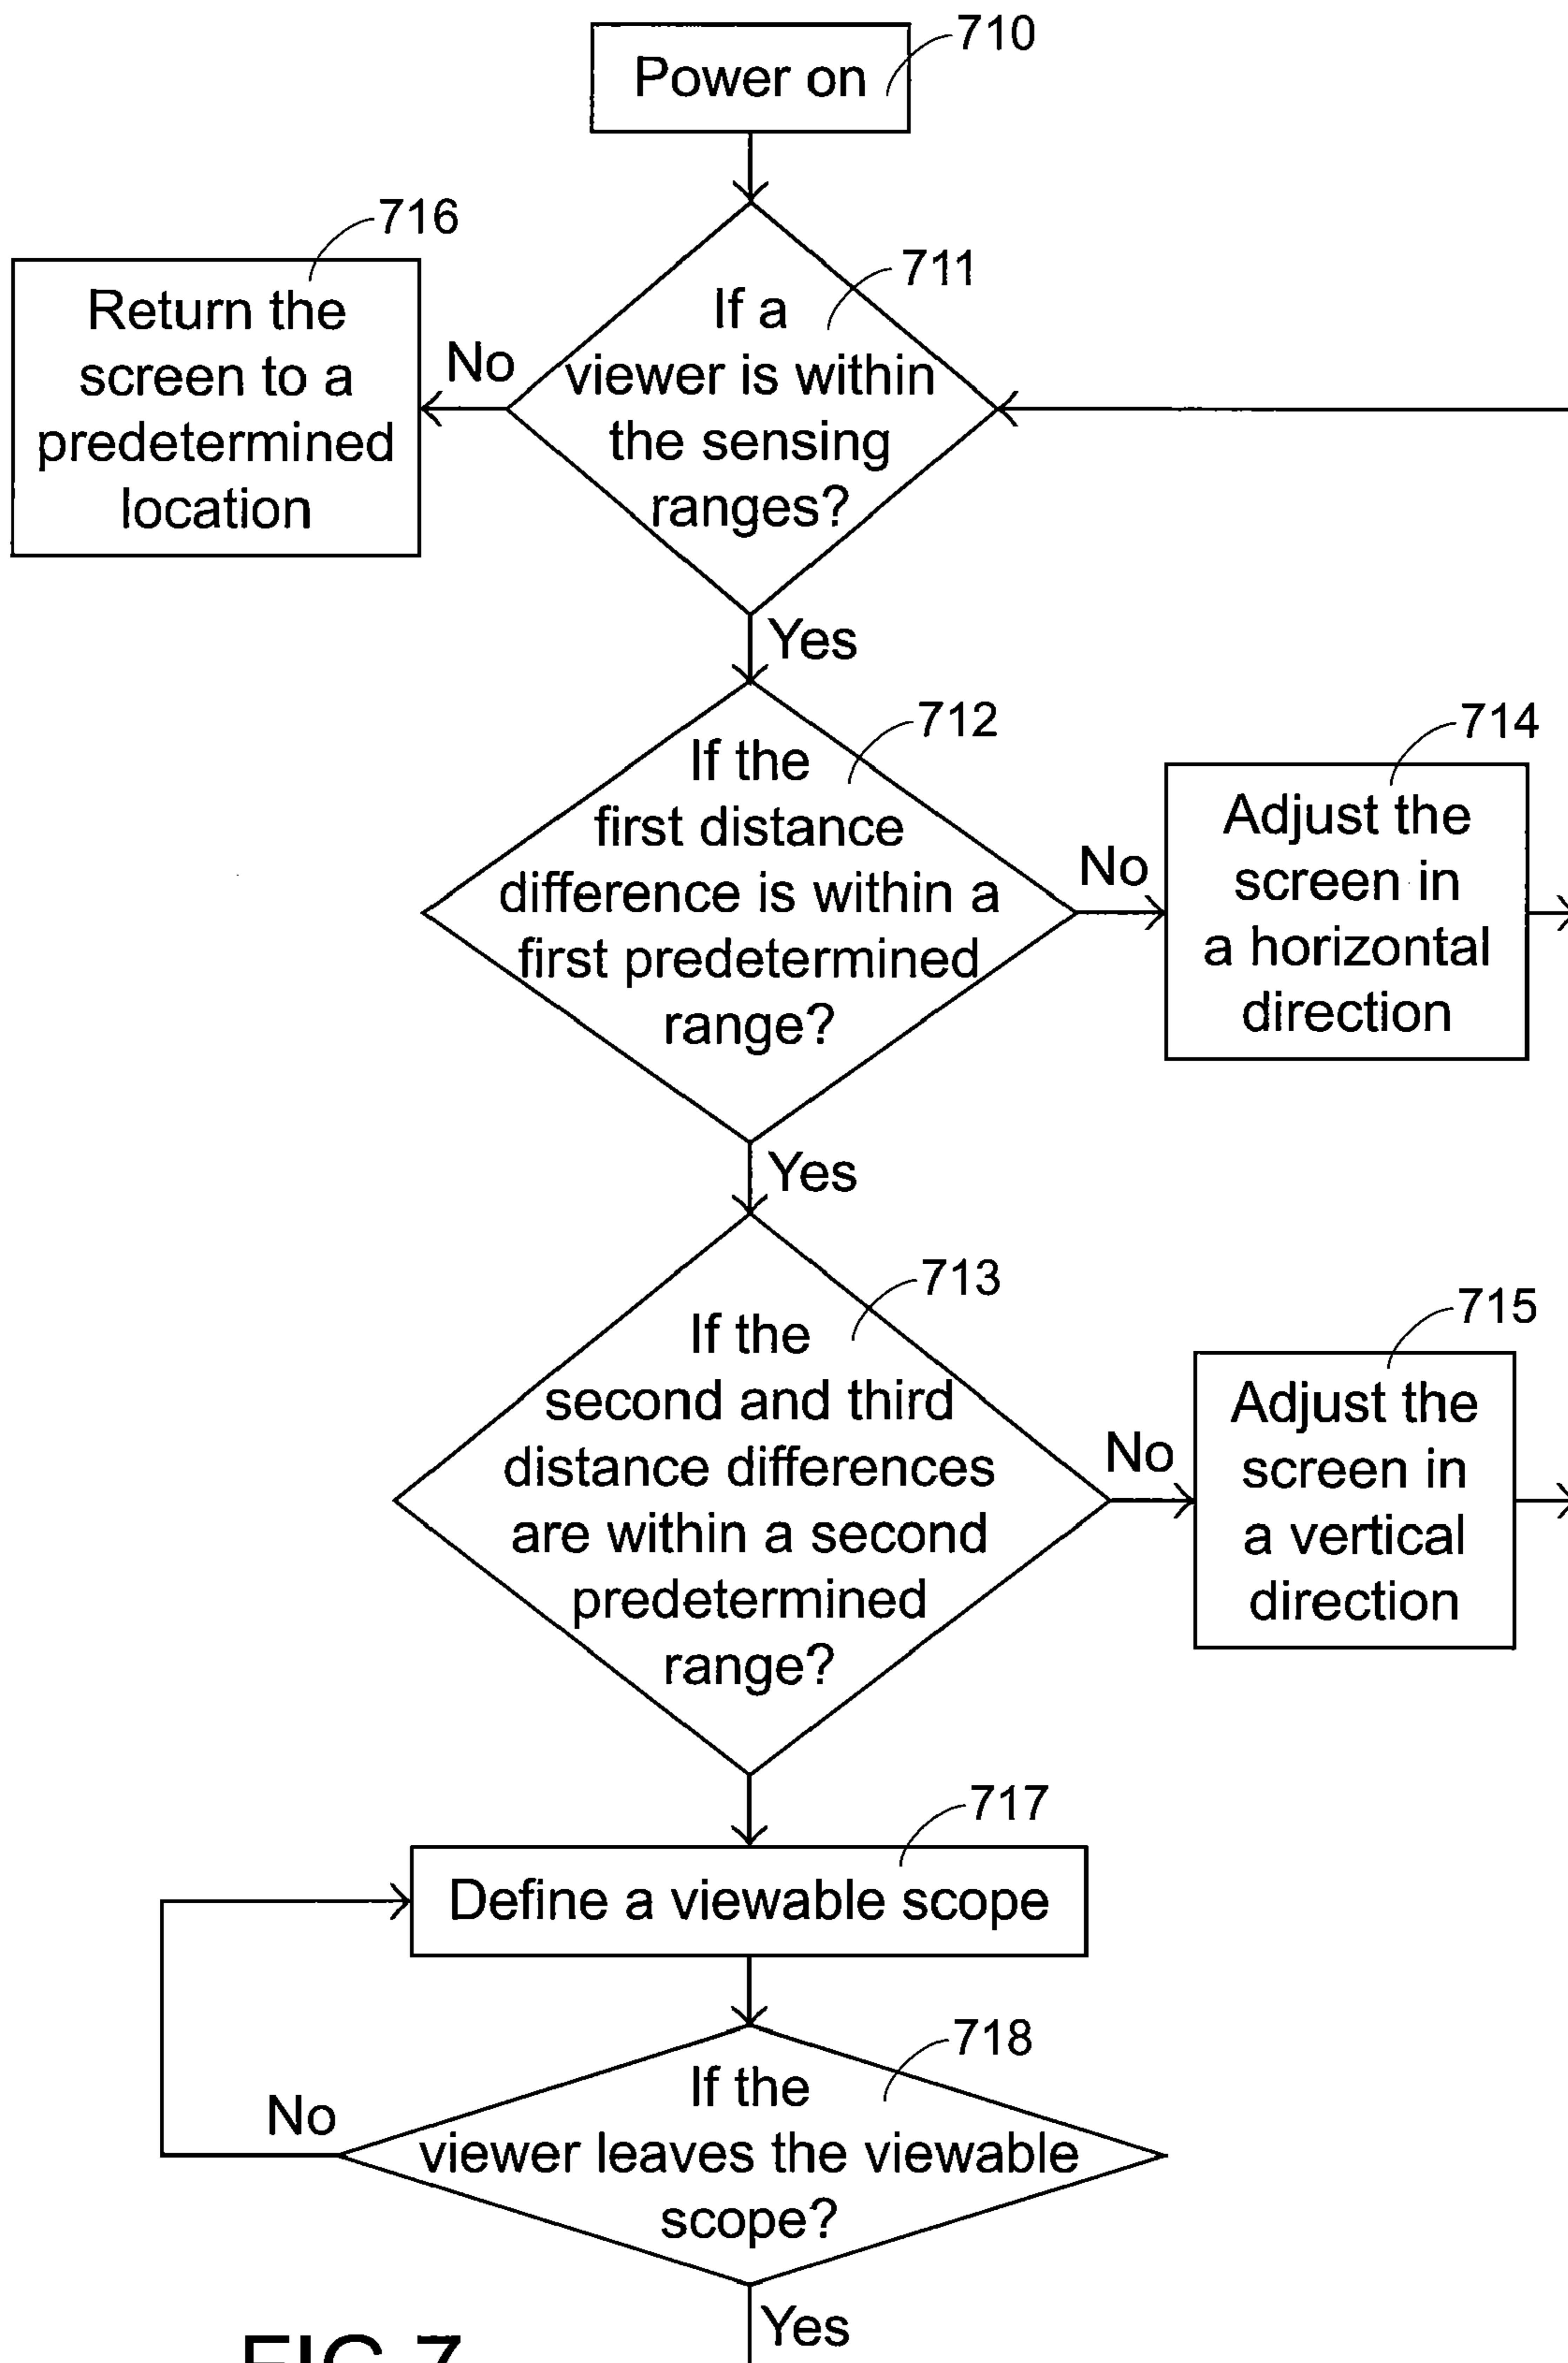 Power on
710
716
Return the
screen to a
predetermined
location
No
711
If a
viewer is within
the sensing
ranges?
Yes
712
If the
first distance
difference is within a
first predetermined
range?
No
714
Adjust the
screen in
a horizontal
direction
Yes
713
If the
second and third
distance differences
are within a second
predetermined
range?
No
715
Adjust the
screen in
a vertical
direction
717
Define a viewable scope
718
If the
viewer leaves the viewable
scope?
No
Yes
FIG.7